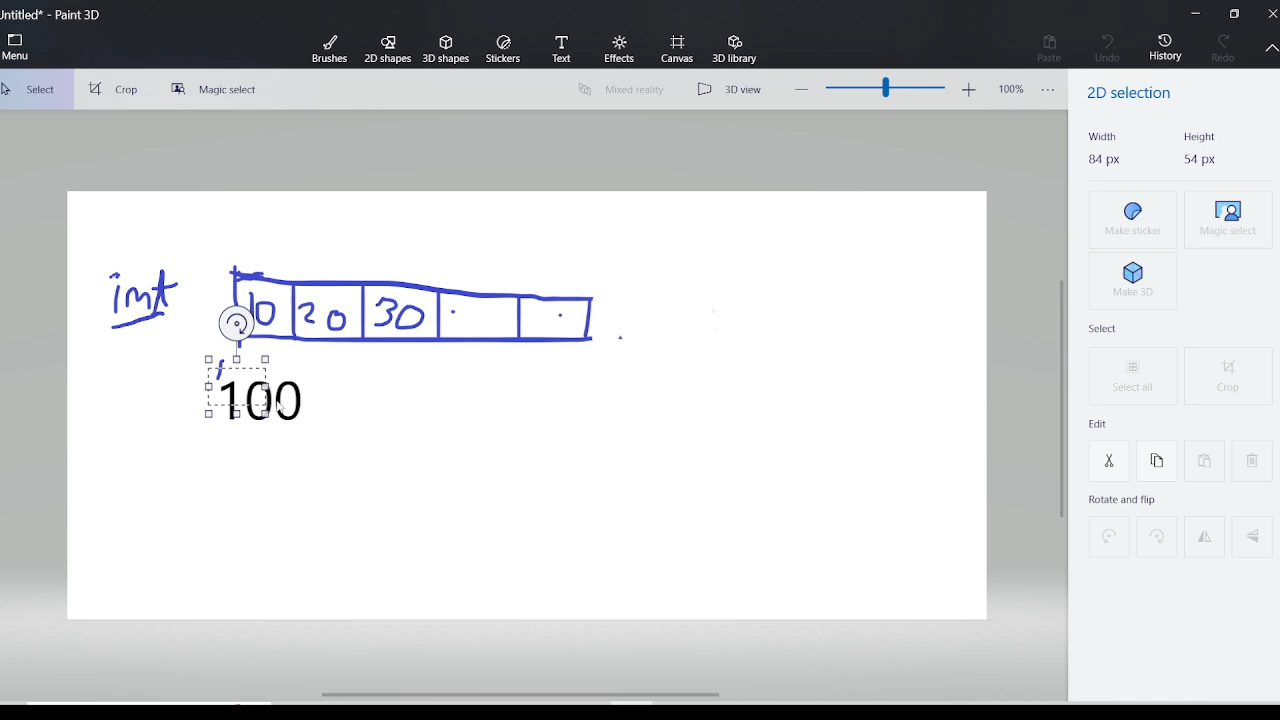 Untitled* - Paint 3D
Menu
Brushes 2D shapes 3D shapes Stickers Text Effects Canvas 3D library Paste Undo History Redo
Select Crop Magic select Mixed reality 3D view 100%
2D selection
Width Height
84 px 54 px
Make sticker Magic select
Make 3D
Select
Select all Crop
Edit
Rotate and flip
int 10 20 30
100